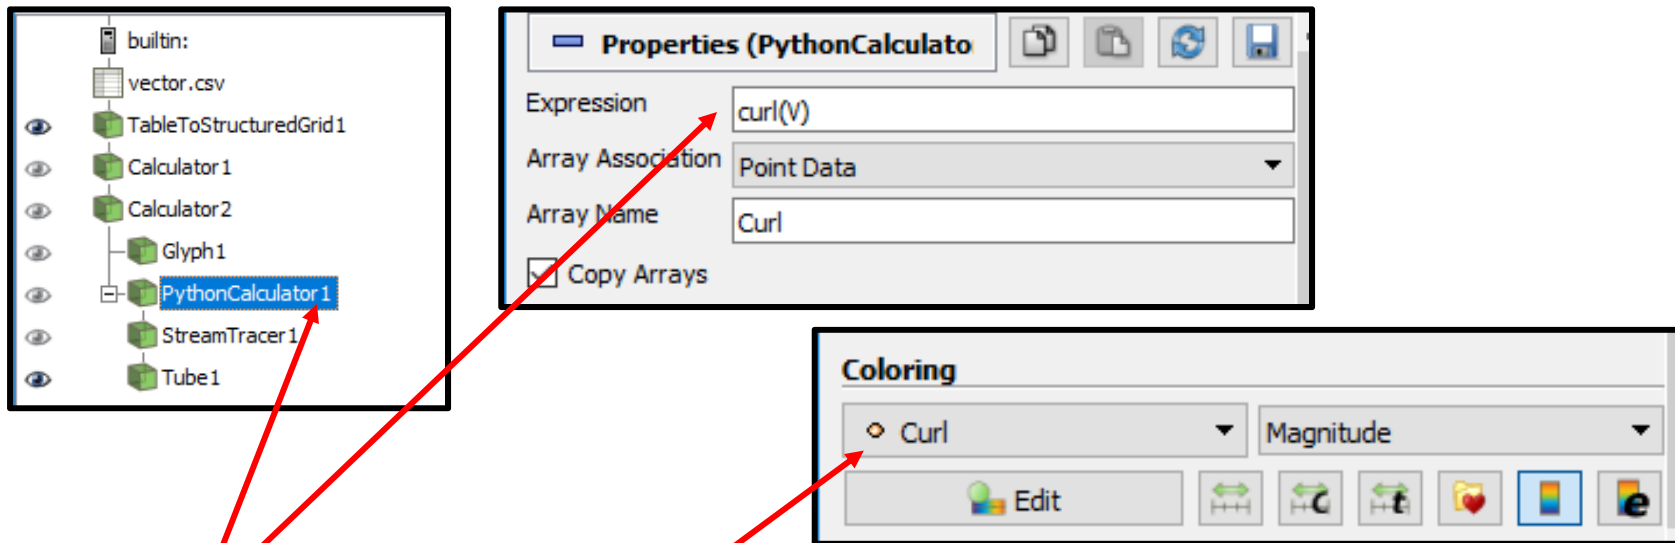 builtin:
vector.csv
TableToStructuredGrid1
Calculator1
Calculator2
Glyph1
PythonCalculator1
StreamTracer1
Tube1
Properties (PythonCalculato
Expression
curl(V)
Array Association
Point Data
Array Name
Curl
Copy Arrays
Coloring
Curl
Magnitude
Edit
c
t
e